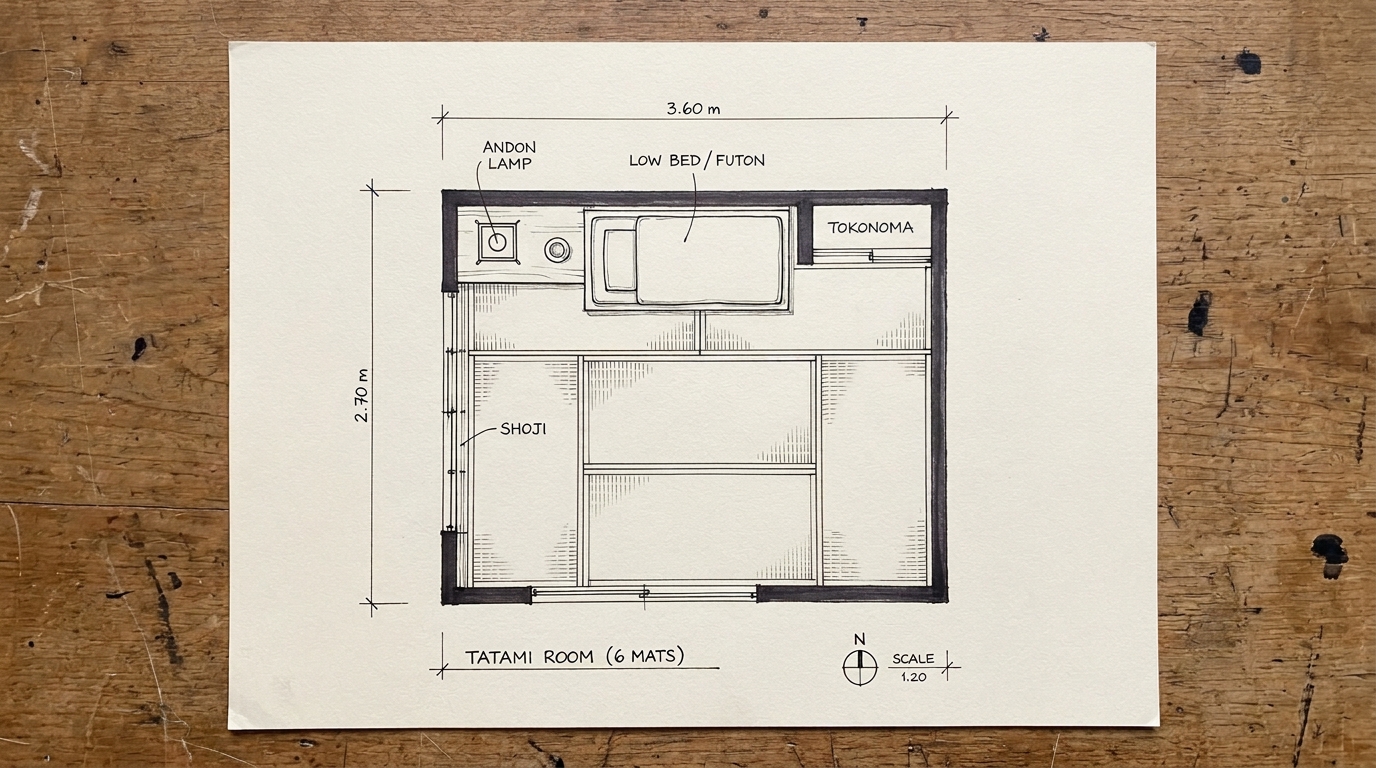 3.60 m
ANDON
LAMP
LOW BED/FUTON
TOKONOMA
2.70 m
SHOJI
TATAMI ROOM (6 MATS)
N
SCALE
1.20